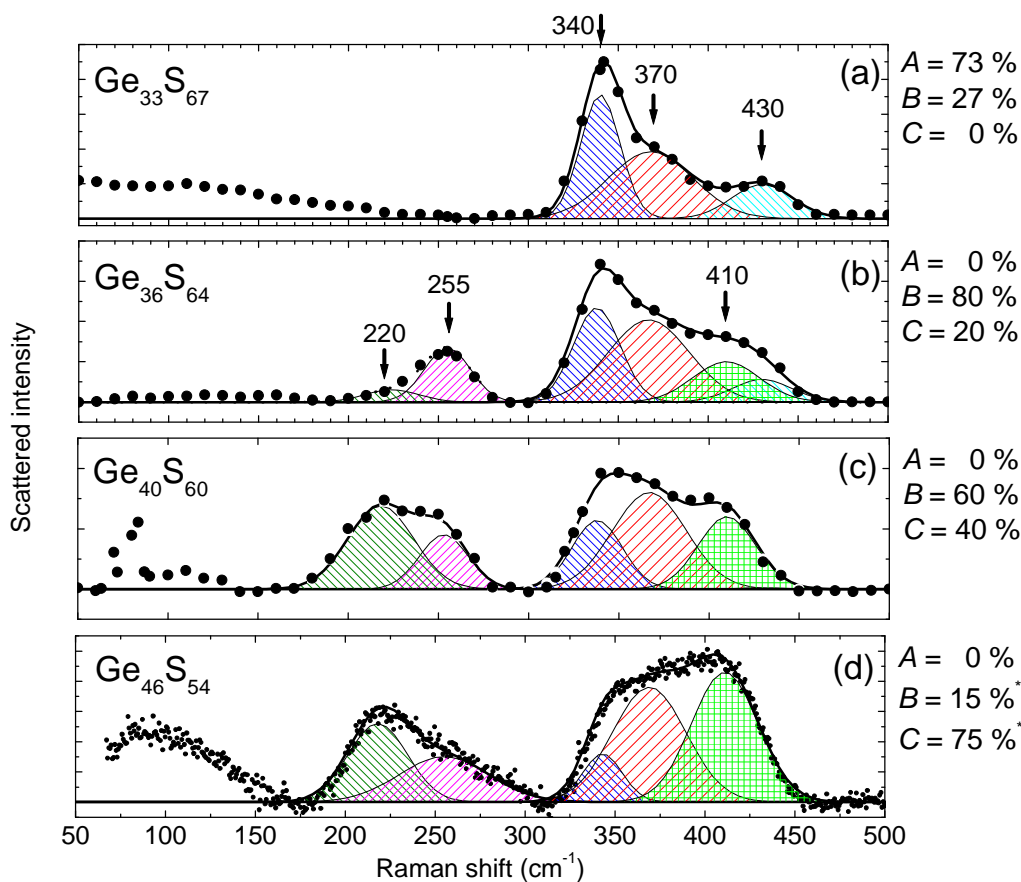 340
370
430
Ge33S67
(a)
A = 73 %
B = 27 %
C = 0 %
220
255
410
Ge36S64
(b)
A = 0 %
B = 80 %
C = 20 %
Ge40S60
(c)
A = 0 %
B = 60 %
C = 40 %
Ge46S54
(d)
A = 0 %
B = 15 %*
C = 75 %*
Scattered intensity
50 100 150 200 250 300 350 400 450 500
Raman shift (cm-1)